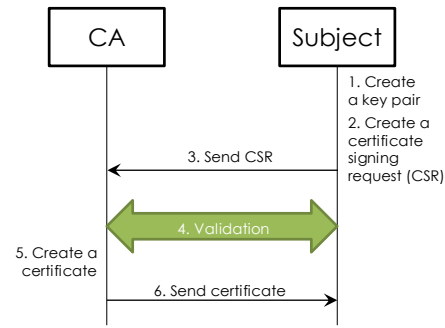 CA
Subject
1. Create
a key pair
2. Create a
certificate
signing
request (CSR)
3. Send CSR
4. Validation
5. Create a
certificate
6. Send certificate